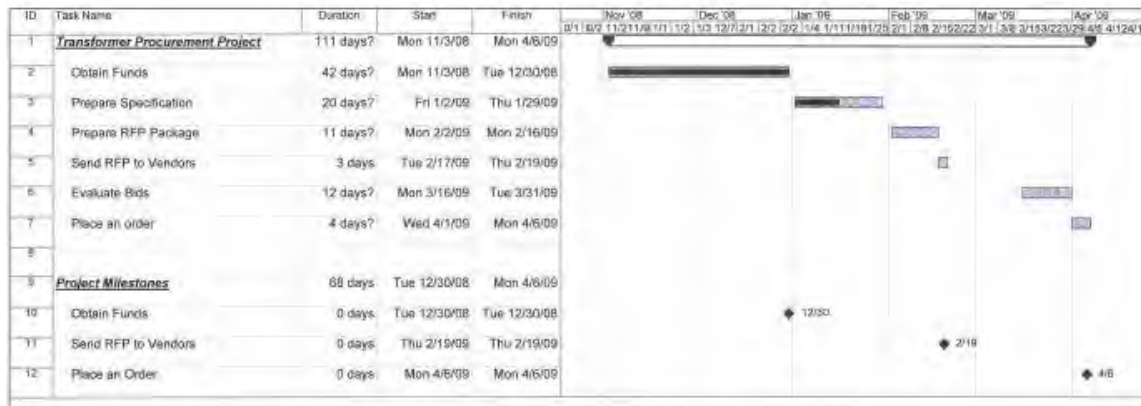 ID Task Name Duration Start Finish Nov '08 Dec '08 Jan '09 Feb '09 Mar '09 Apr '09
1 Transformer Procurement Project 111 days? Mon 11/3/08 Mon 4/6/09
2 Obtain Funds 42 days? Mon 11/3/08 Tue 12/30/08
3 Prepare Specification 20 days? Fri 1/2/09 Thu 1/29/09
4 Prepare RFP Package 11 days? Mon 2/2/09 Mon 2/16/09
5 Send RFP to Vendors 3 days Tue 2/17/09 Thu 2/19/09
6 Evaluate Bids 12 days? Mon 3/16/09 Tue 3/31/09
7 Place an order 4 days? Wed 4/1/09 Mon 4/6/09
8
9 Project Milestones 68 days Tue 12/30/08 Mon 4/6/09
10 Obtain Funds 0 days Tue 12/30/08 Tue 12/30/08 12/30
11 Send RFP to Vendors 0 days Thu 2/19/09 Thu 2/19/09 2/19
12 Place an Order 0 days Mon 4/6/09 Mon 4/6/09 4/6